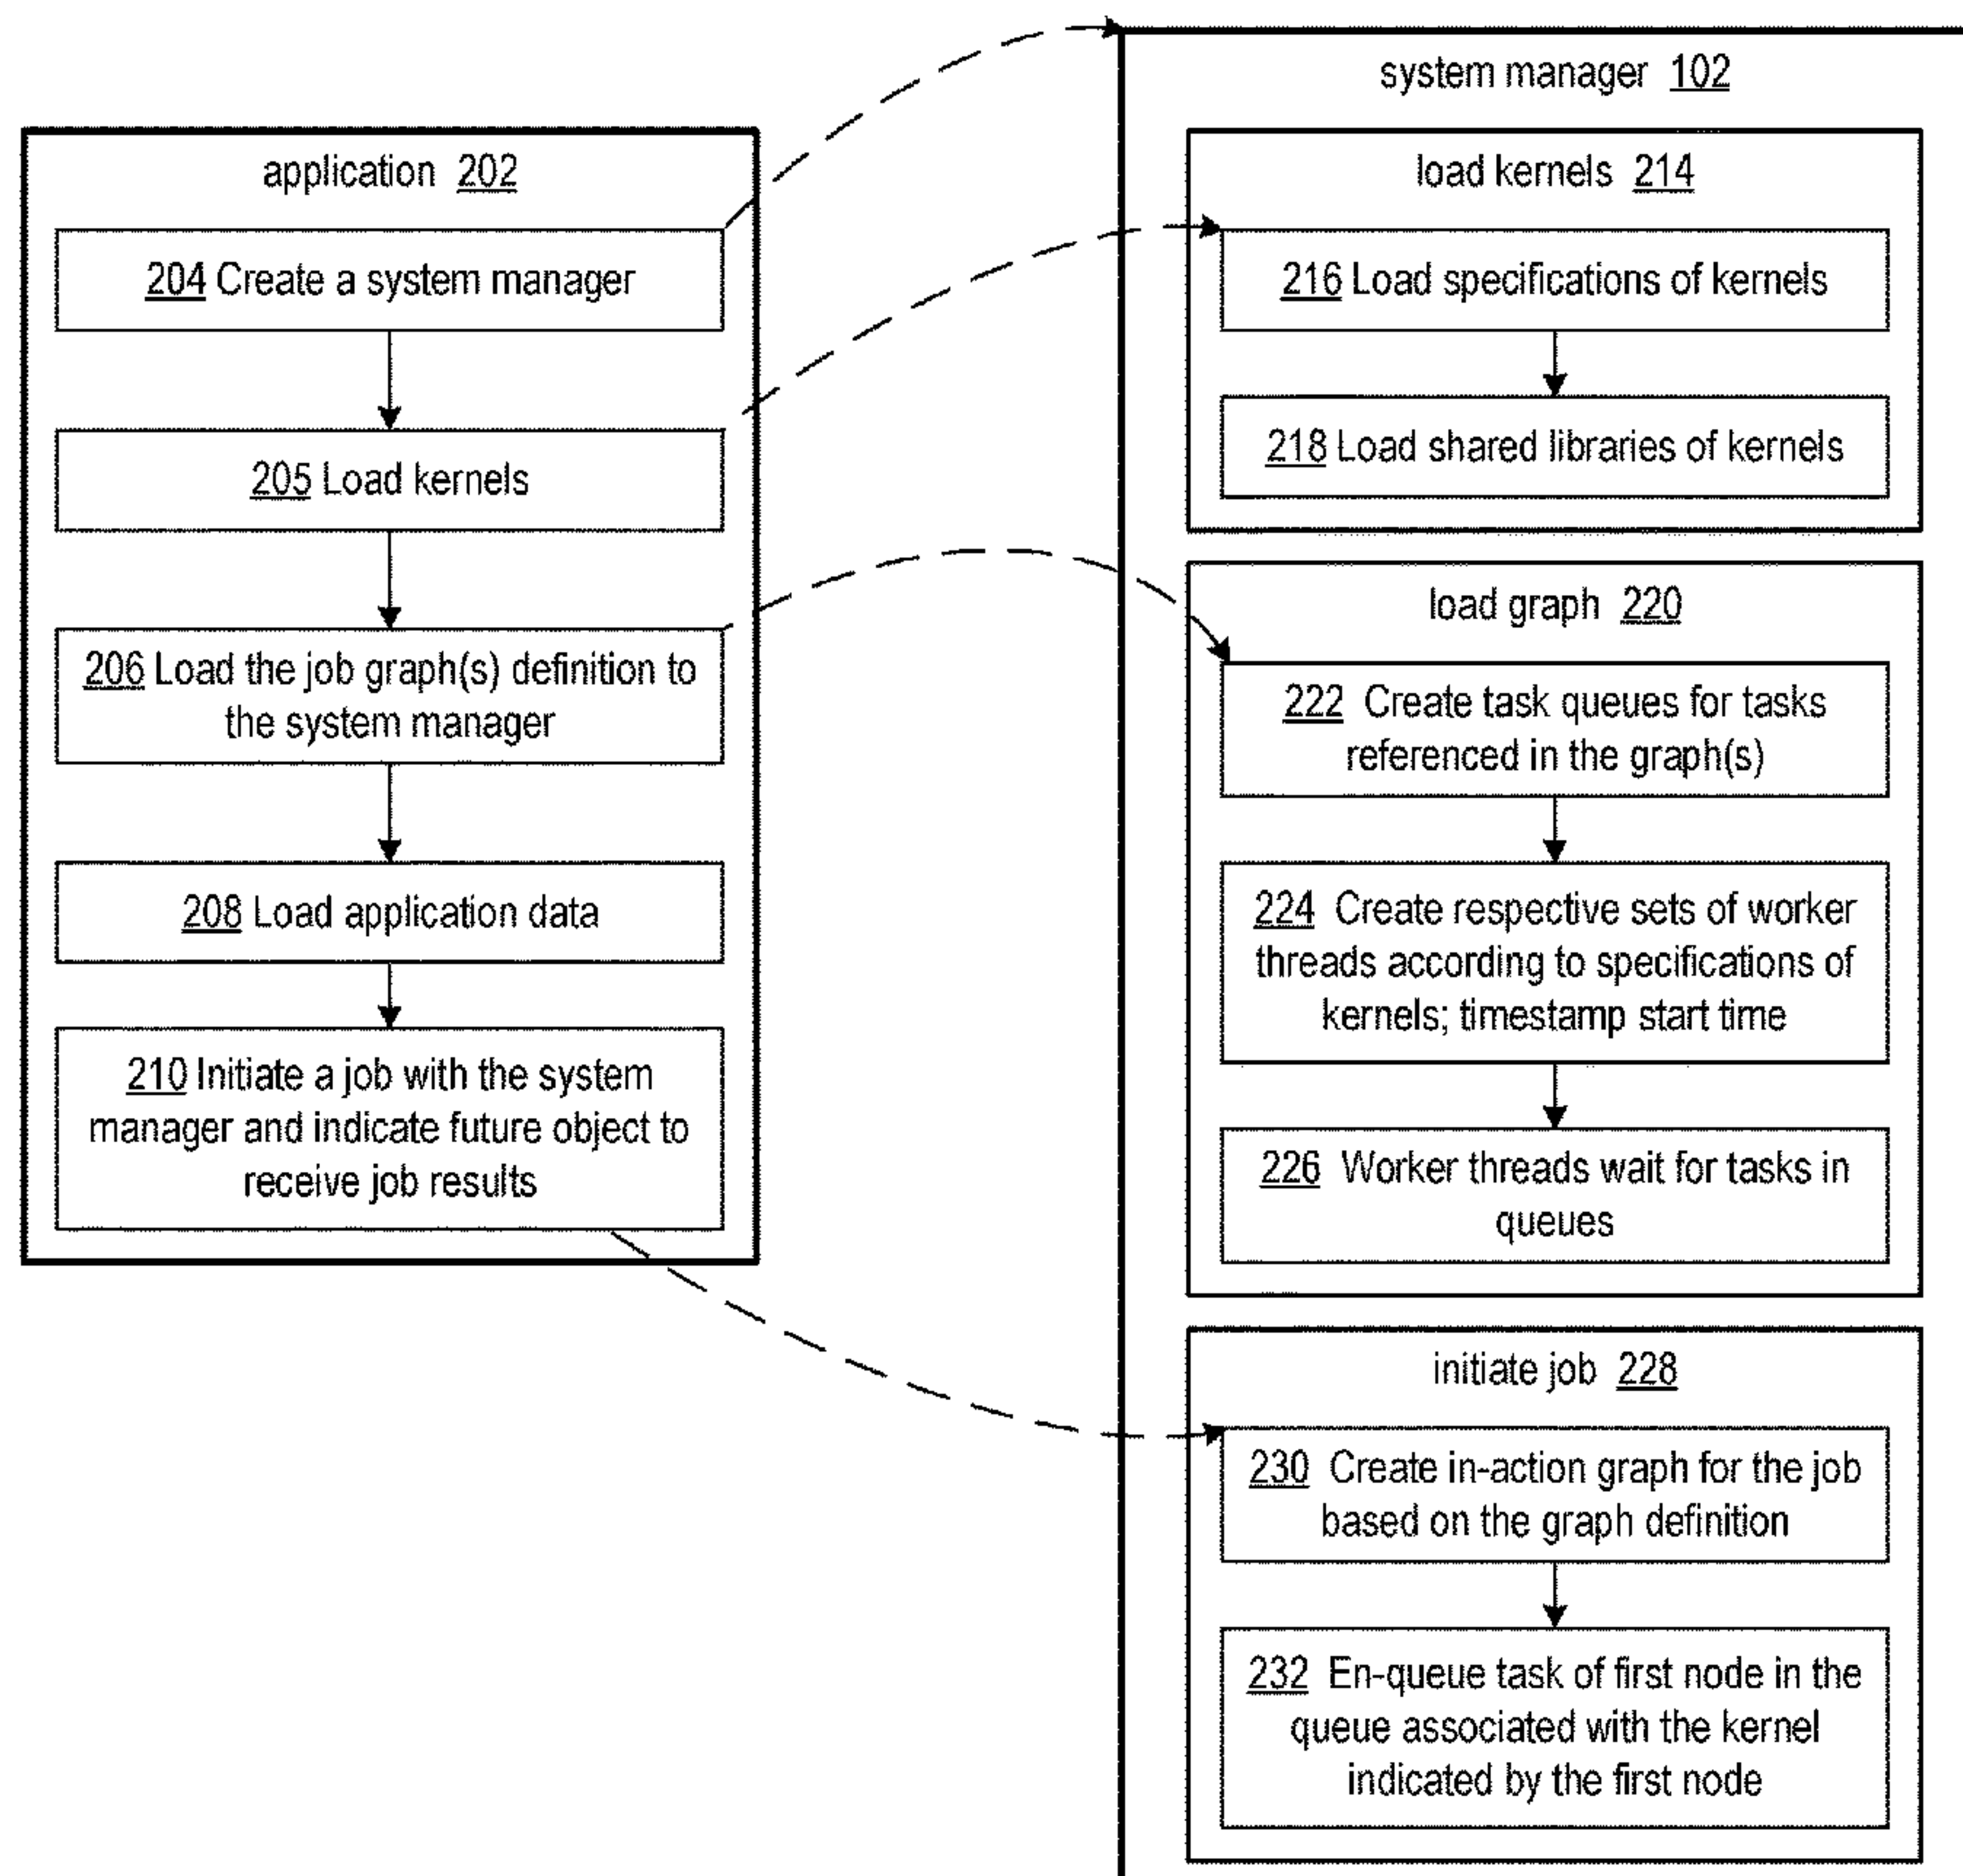 application 202
204 Create a system manager
205 Load kernels
206 Load the job graph(s) definition to
the system manager
208 Load application data
210 Initiate a job with the system
manager and indicate future object to
receive job results
system manager 102
load kernels 214
216 Load specifications of kernels
218 Load shared libraries of kernels
load graph 220
222 Create task queues for tasks
referenced in the graph(s)
224 Create respective sets of worker
threads according to specifications of
kernels; timestamp start time
226 Worker threads wait for tasks in
queues
initiate job 228
230 Create in-action graph for the job
based on the graph definition
232 En-queue task of first node in the
queue associated with the kernel
indicated by the first node